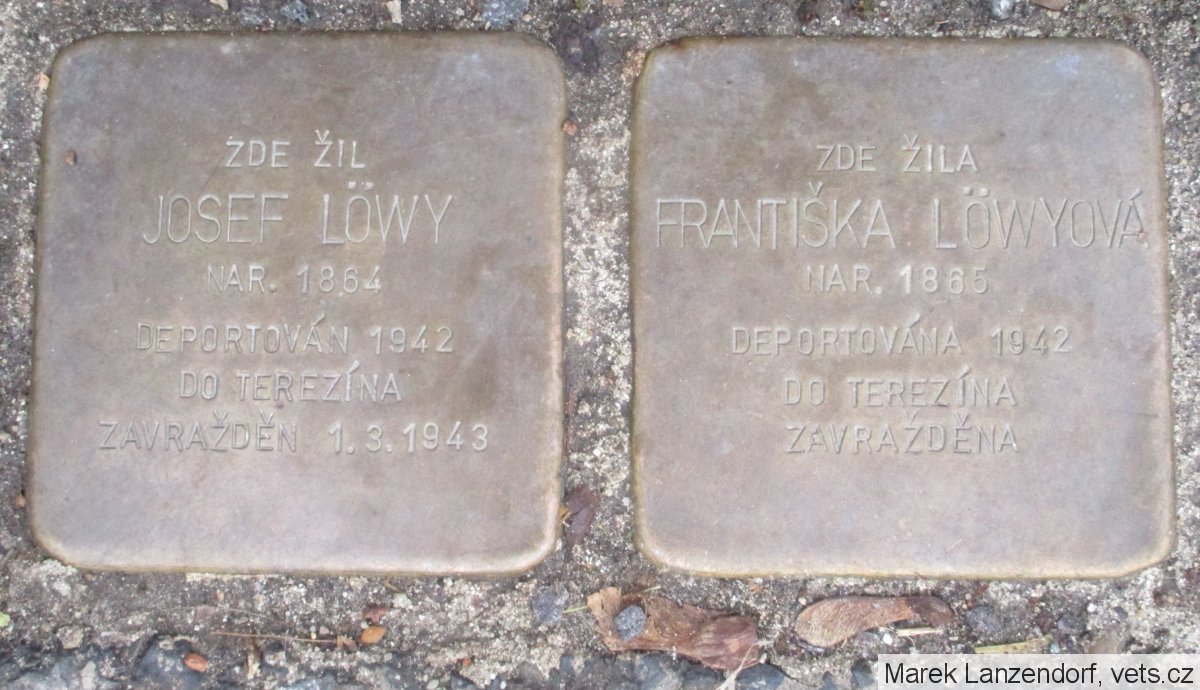 ZDE ŽIL
JOSEF LÖWY
NAR. 1864
DEPORTOVÁN 1942
DO TEREZÍNA
ZAVRAŽDĚN 1.3.1943
ZDE ŽILA
FRANTIŠKA LÖWYOVÁ
NAR. 1865
DEPORTOVÁNA 1942
DO TEREZÍNA
ZAVRAŽDĚNA
Marek Lanzendorf, vets.cz